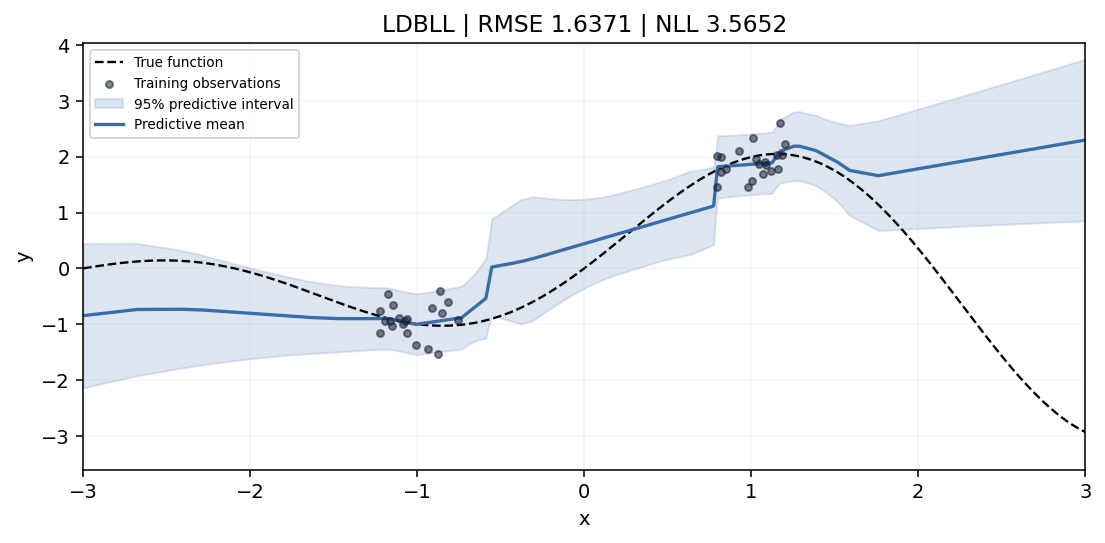 LDBLL | RMSE 1.6371 | NLL 3.5652
True function
Training observations
95% predictive interval
Predictive mean
4
3
2
1
0
−1
−2
−3
y
−3
−2
−1
0
1
2
3
x